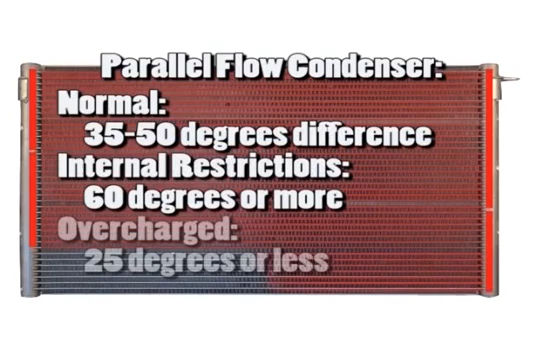 Parallel Flow Condenser:
Normal:
35-50 degrees difference
Internal Restrictions:
60 degrees or more
Overcharged:
25 degrees or less